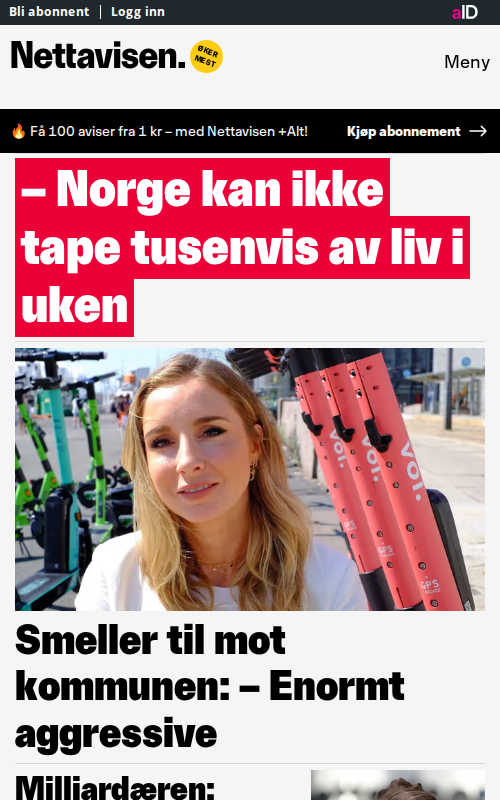 Bli abonnent Logg inn aID
Nettavisen. ØKER MEST
Meny
Få 100 aviser fra 1 kr – med Nettavisen +Alt! Kjøp abonnement
– Norge kan ikke
tape tusenvis av liv i
uken
voi.
voi.
voi.
GPS
GPS
GPS
Smeller til mot
kommunen: – Enormt
aggressive
Milliardæren: